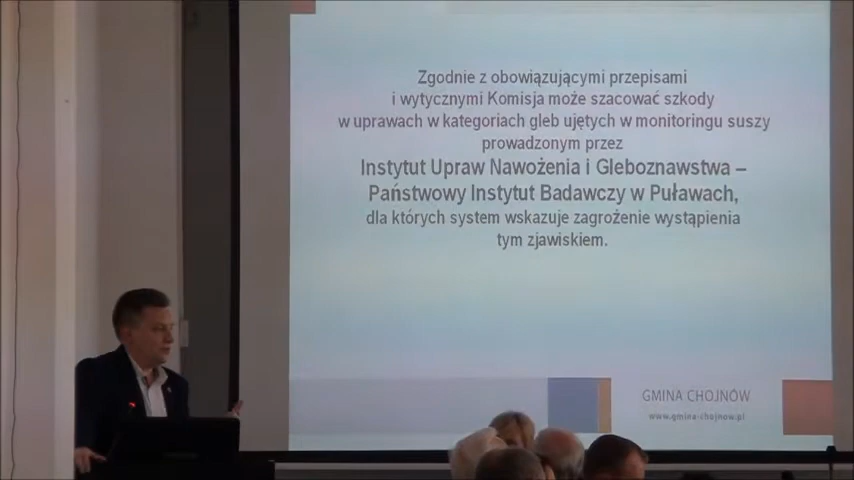 Zgodnie z obowiązującymi przepisami
i wytycznymi Komisja może szacować szkody
w uprawach w kategoriach gleb ujętych w monitoringu suszy
prowadzonym przez
Instytut Upraw Nawożenia i Gleboznawstwa –
Państwowy Instytut Badawczy w Puławach,
dla których system wskazuje zagrożenie wystąpienia
tym zjawiskiem.
GMINA CHOJNÓW
www.gmina-chojnow.pl